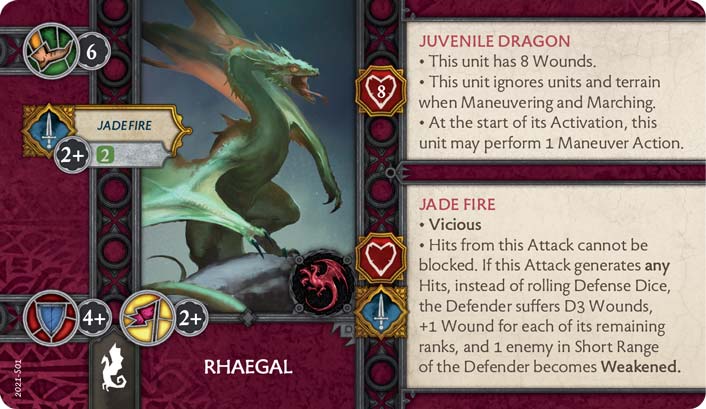 6
JADE FIRE
2+
2
4+
2+
RHAEGAL
2021-S01
8
JUVENILE DRAGON
• This unit has 8 Wounds.
• This unit ignores units and terrain
when Maneuvering and Marching.
• At the start of its Activation, this
unit may perform 1 Maneuver Action.
JADE FIRE
• Vicious
• Hits from this Attack cannot be
blocked. If this Attack generates any
Hits, instead of rolling Defense Dice,
the Defender suffers D3 Wounds,
+1 Wound for each of its remaining
ranks, and 1 enemy in Short Range
of the Defender becomes Weakened.